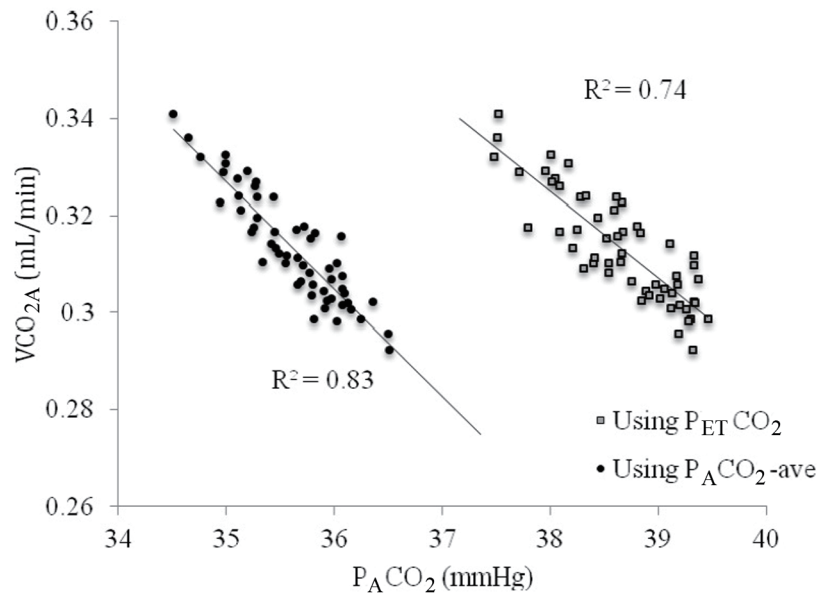 0.36
0.34
0.32
0.3
0.28
0.26
VCO2A (mL/min)
R2 = 0.74
R2 = 0.83
Using PETCO2
Using PACO2-ave
34 35 36 37 38 39 40
PACO2 (mmHg)